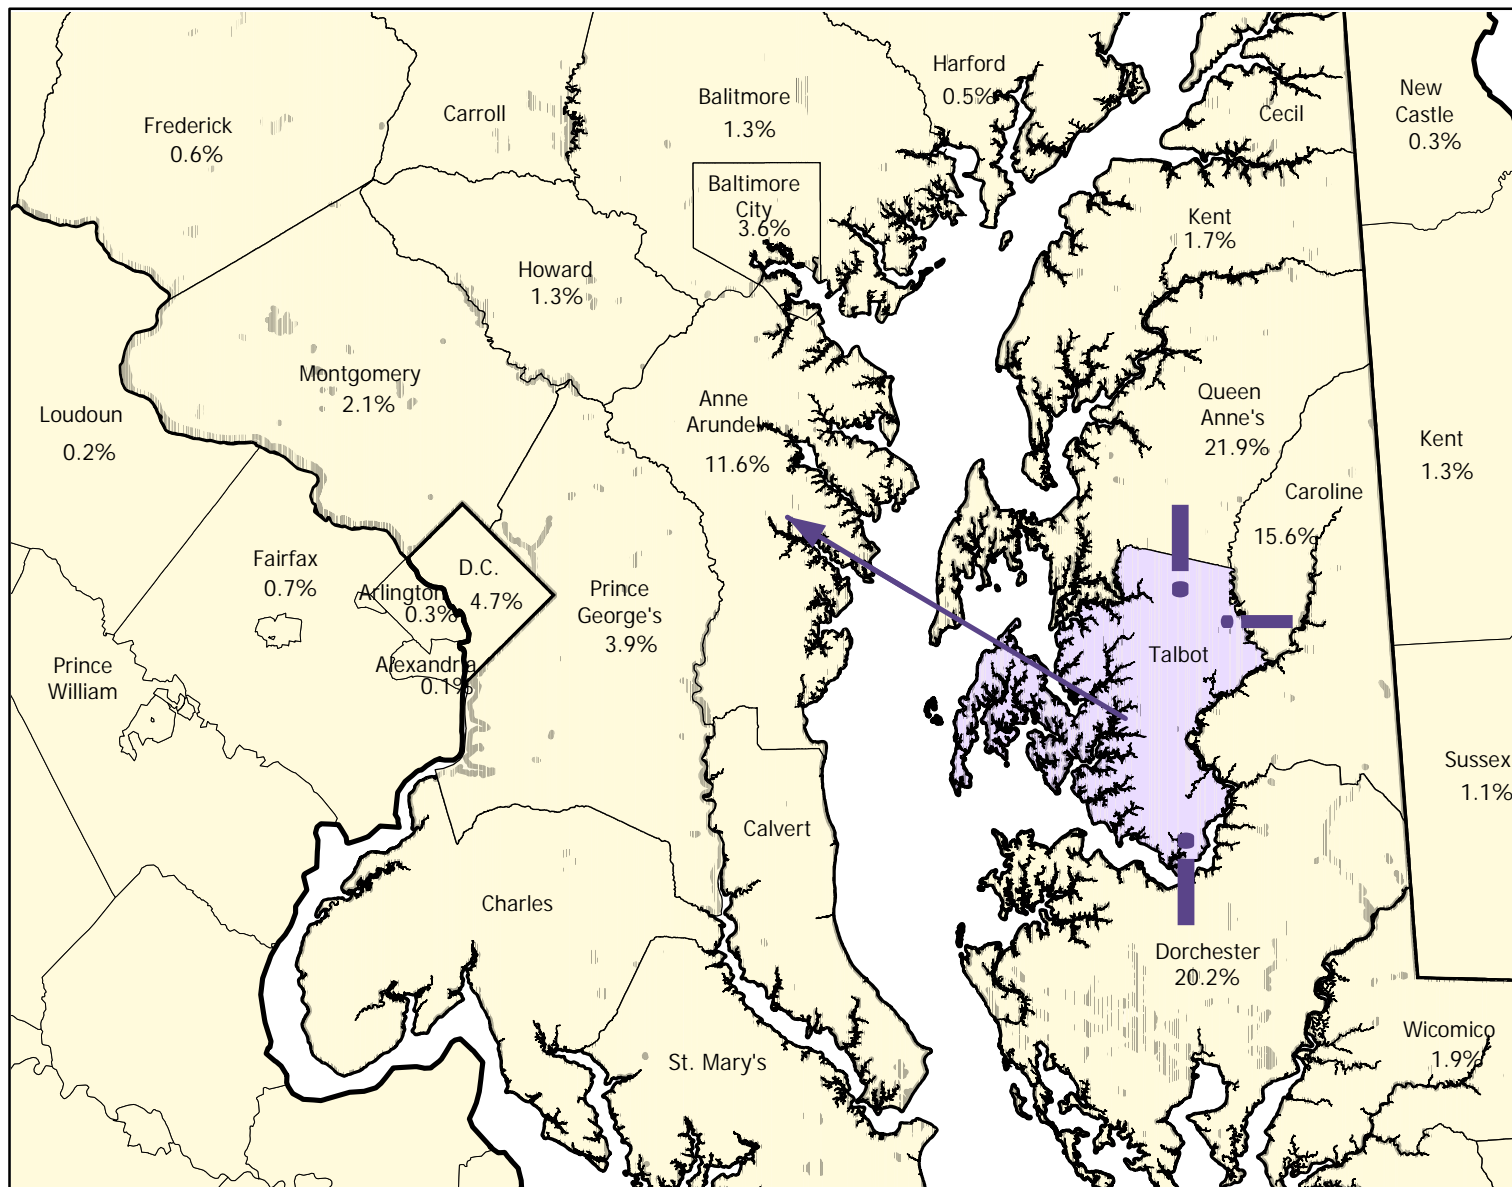 Harford
0.5%
New
Castle
0.3%
Balitmore
1.3%
Carroll
Cecil
Frederick
0.6%
Baltimore
City
3.6%
Kent
1.7%
Howard
1.3%
Montgomery
2.1%
Queen
Anne's
21.9%
Anne
Arundel
11.6%
Loudoun
0.2%
Kent
1.3%
Caroline
15.6%
Fairfax
0.7%
D.C.
4.7%
Arlington
0.3%
Prince
George's
3.9%
Talbot
Alexandria
0.1%
Prince
William
Sussex
1.1%
Calvert
Charles
Dorchester
20.2%
Wicomico
1.9%
St. Mary's